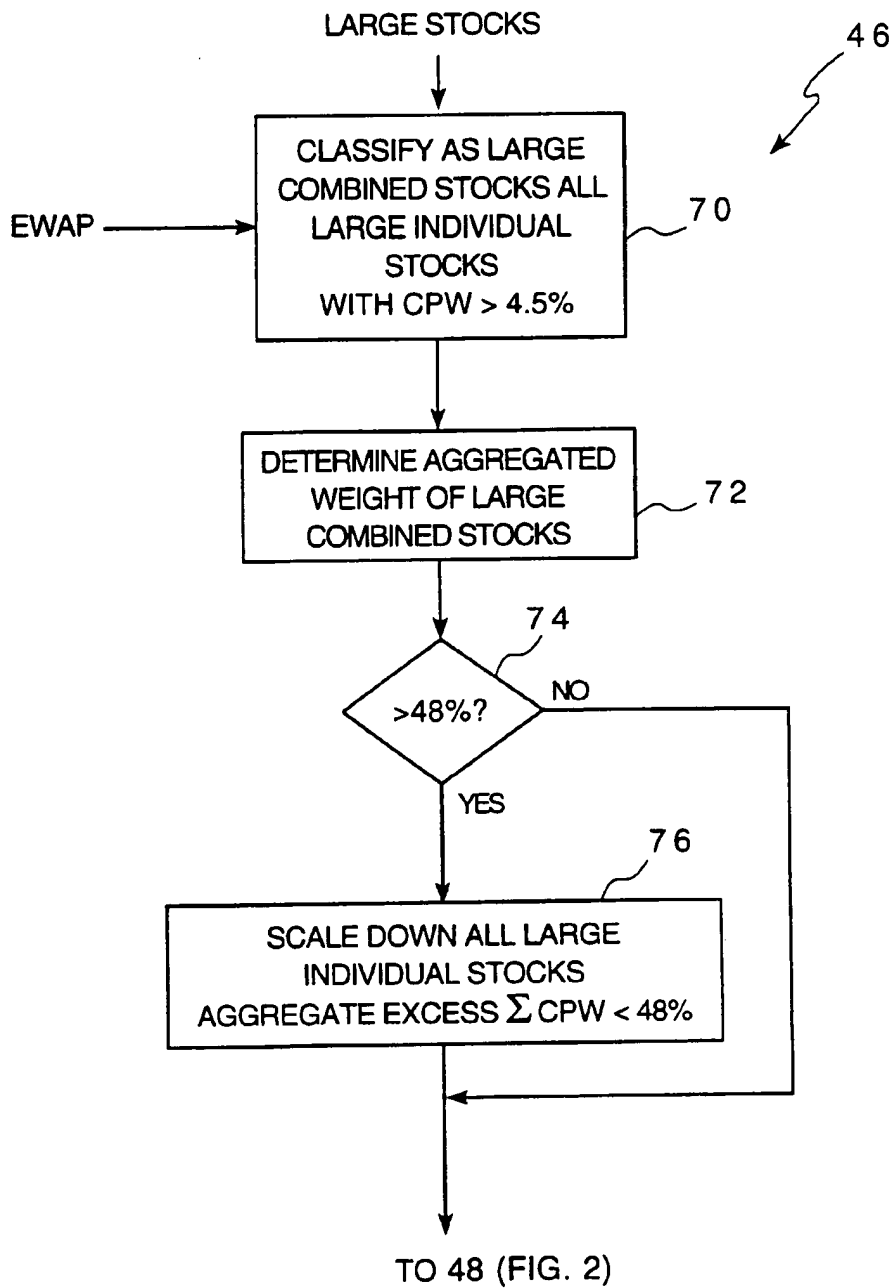 LARGE STOCKS
46
CLASSIFY AS LARGE
COMBINED STOCKS ALL
LARGE INDIVIDUAL
STOCKS
WITH CPW > 4.5%
70
EWAP
DETERMINE AGGREGATED
WEIGHT OF LARGE
COMBINED STOCKS
72
74
>48%?
NO
YES
76
SCALE DOWN ALL LARGE
INDIVIDUAL STOCKS
AGGREGATE EXCESS Σ CPW < 48%
TO 48 (FIG. 2)